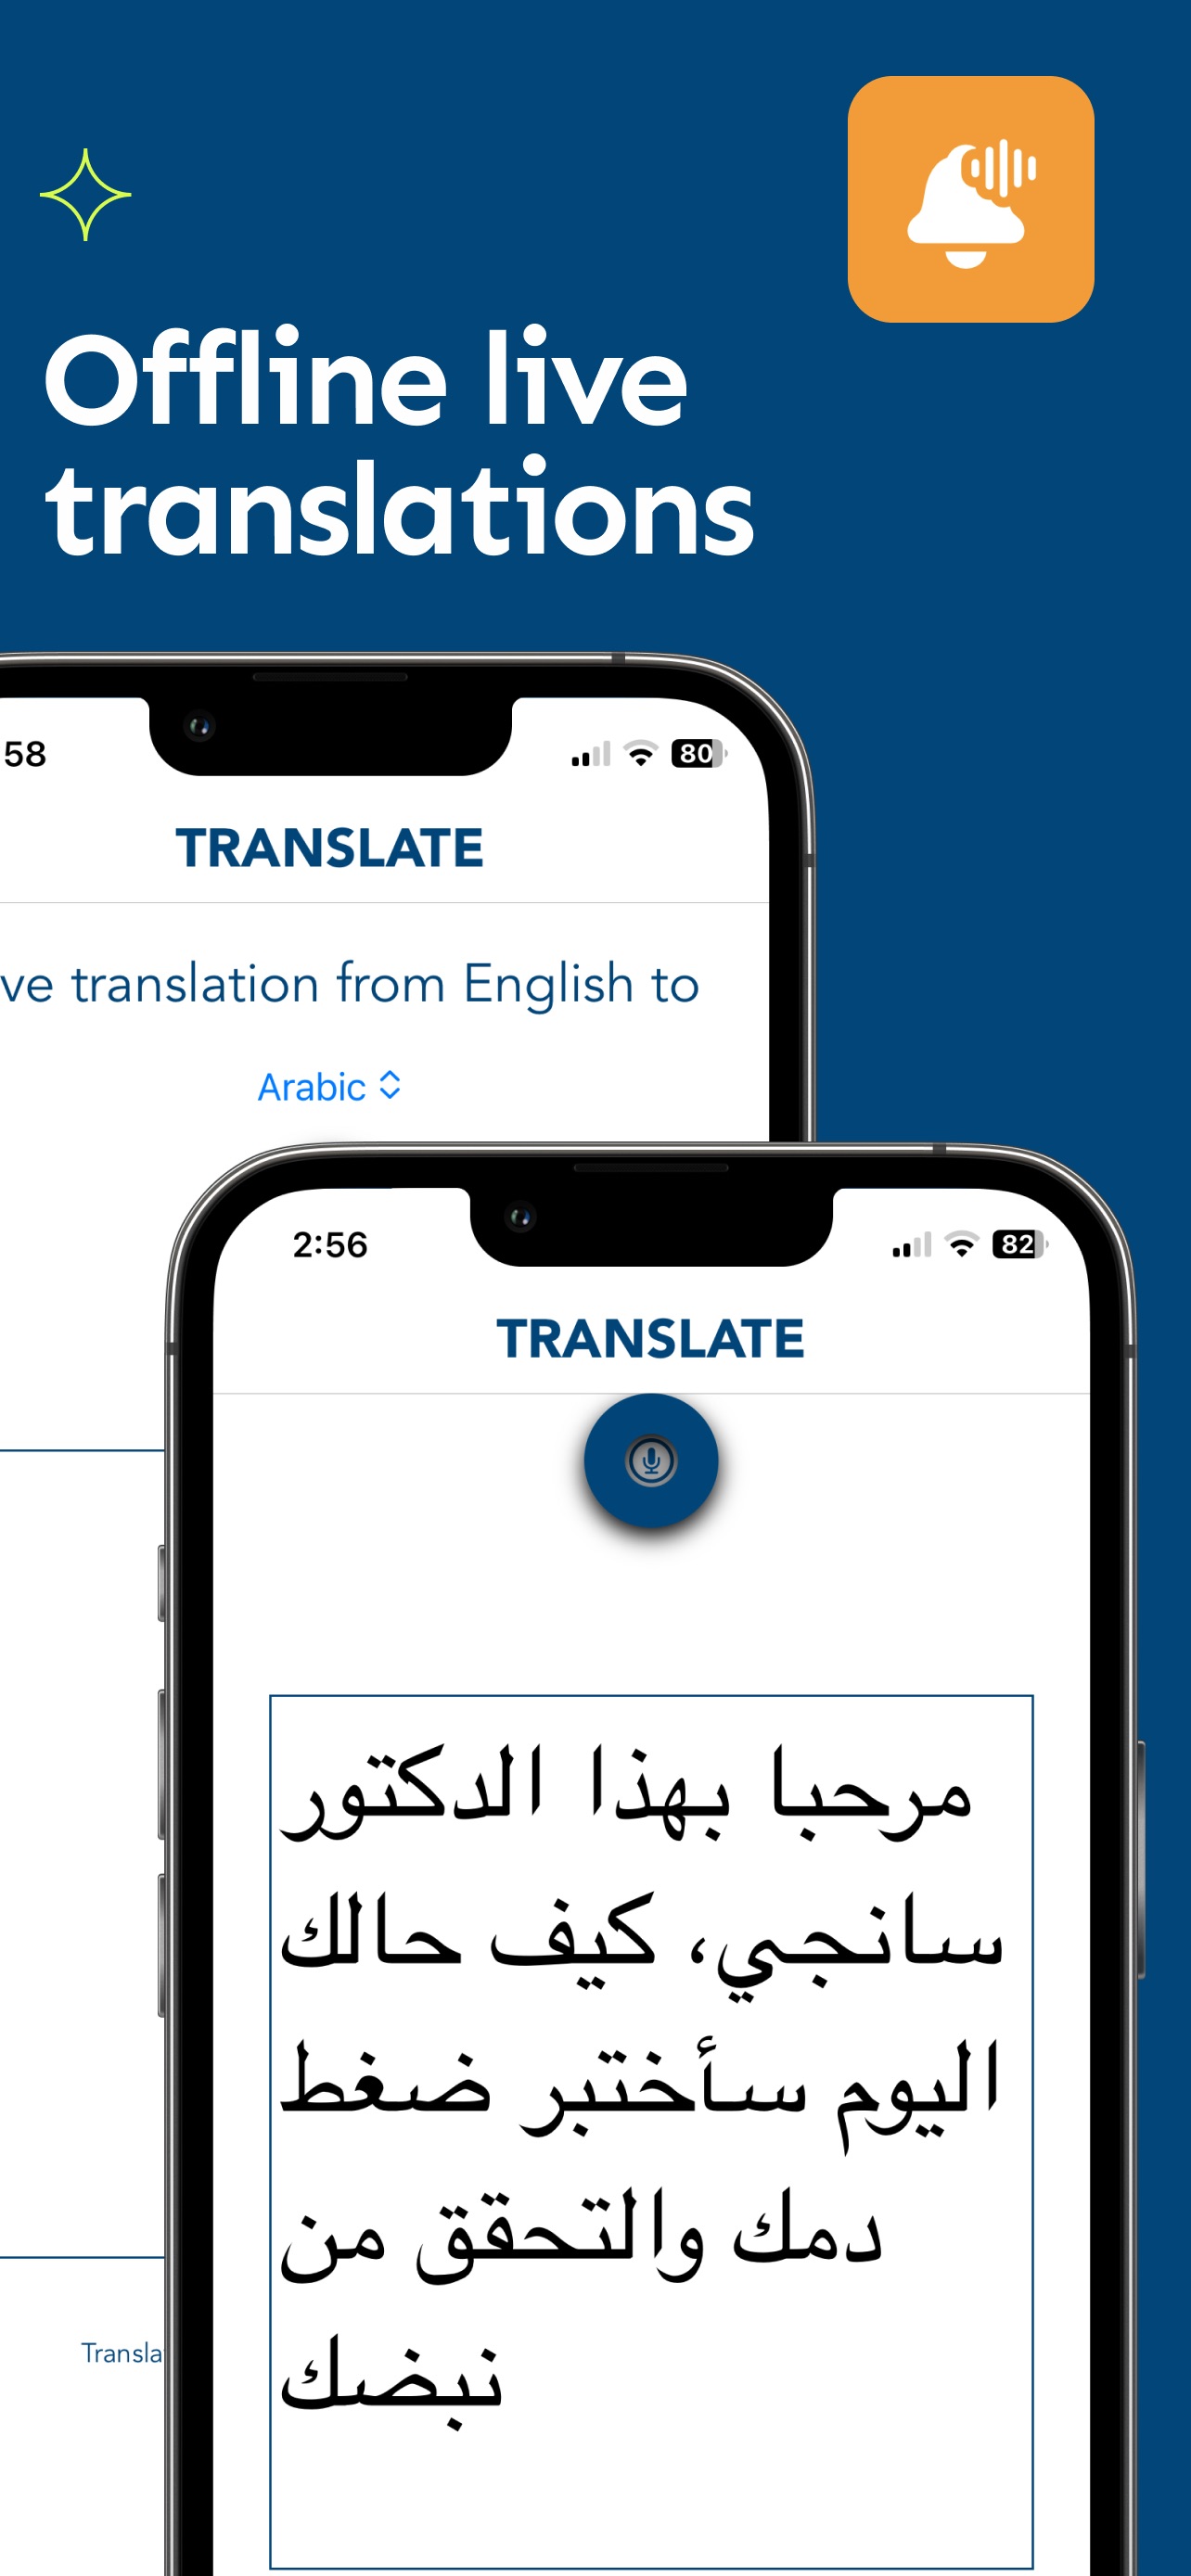 Offline live
translations
58
80
TRANSLATE
ve translation from English to
Arabic
2:56
82
TRANSLATE
مرحبا بهذا الدكتور
سانجي، كيف حالك
اليوم سأختبر ضغط
دمك والتحقق من
نبضك
Transla